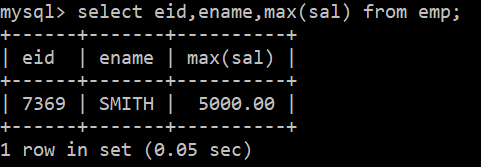 mysql> select eid,ename,max(sal) from emp;
+------+-------+----------+
| eid  | ename | max(sal) |
+------+-------+----------+
| 7369 | SMITH |  5000.00 |
+------+-------+----------+
1 row in set (0.05 sec)